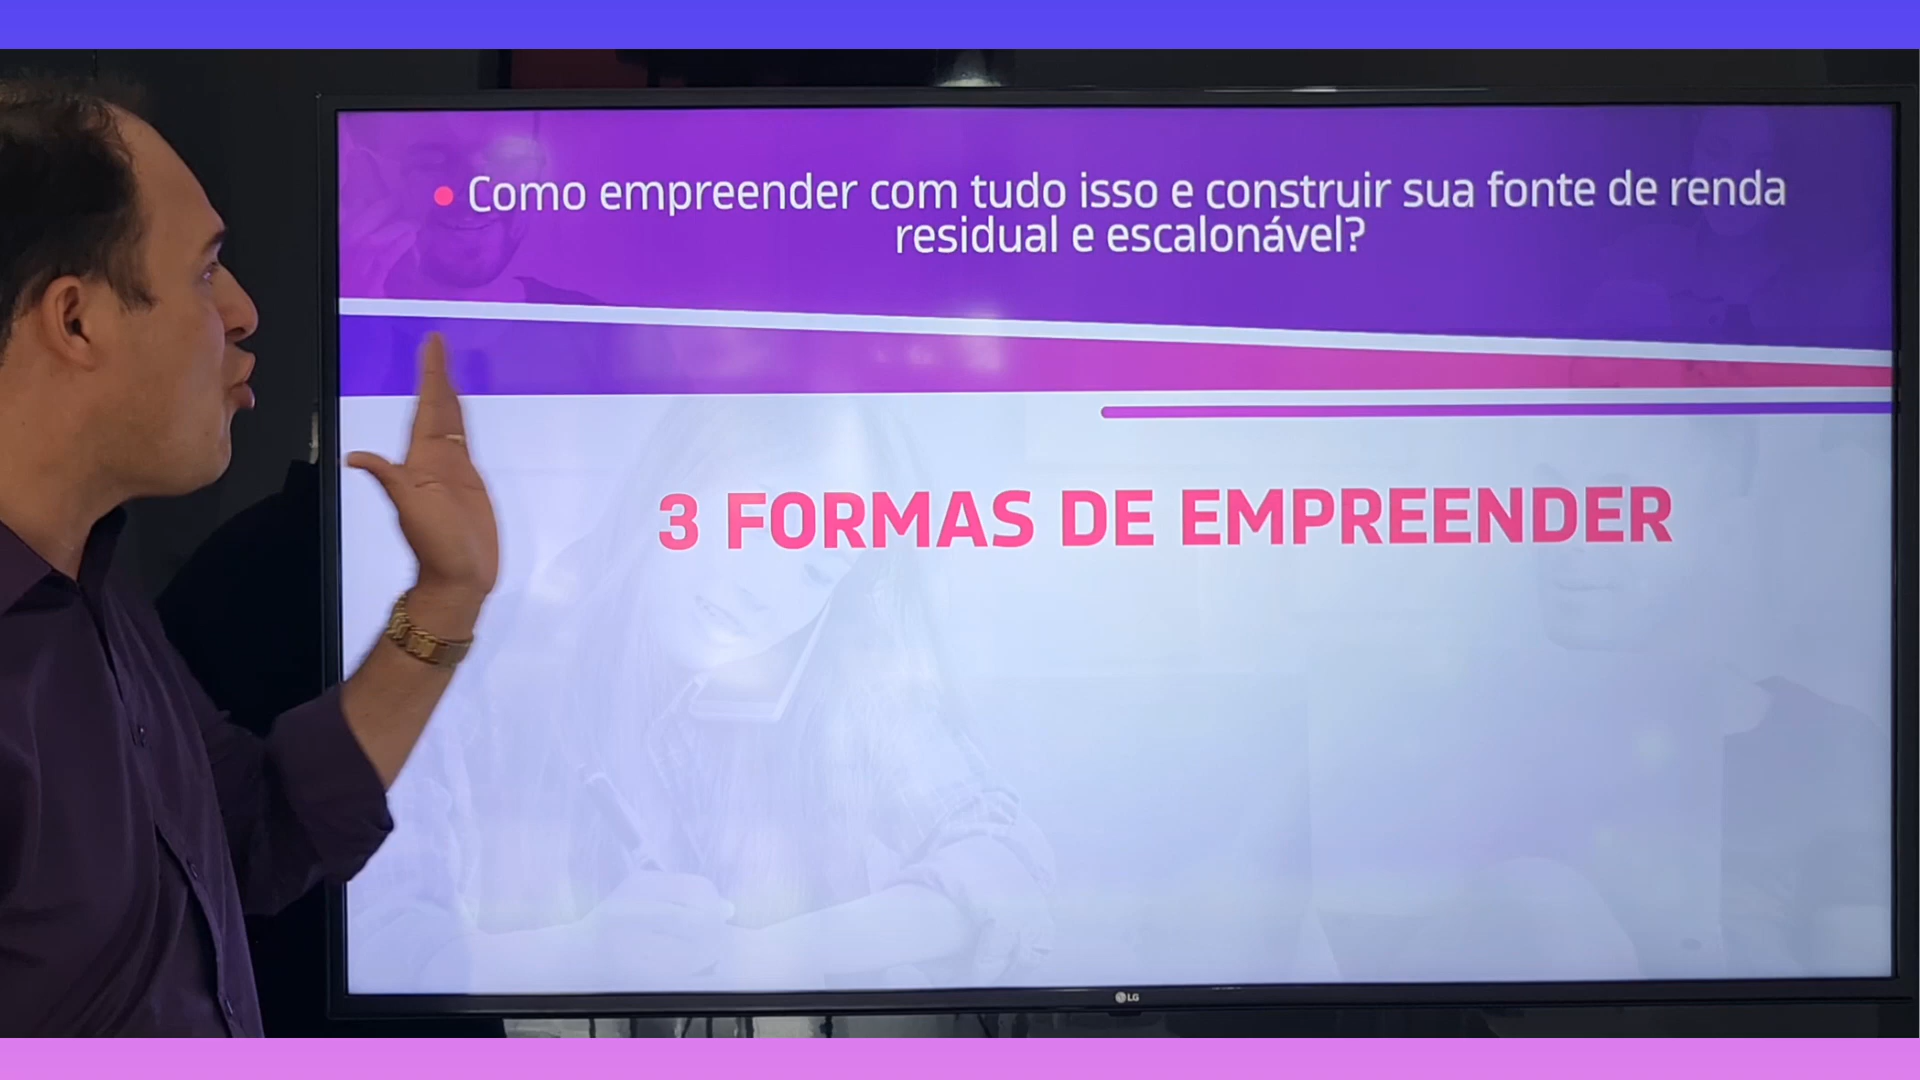 • Como empreender com tudo isso e construir sua fonte de renda
residual e escalonável?
3 FORMAS DE EMPREENDER
LG